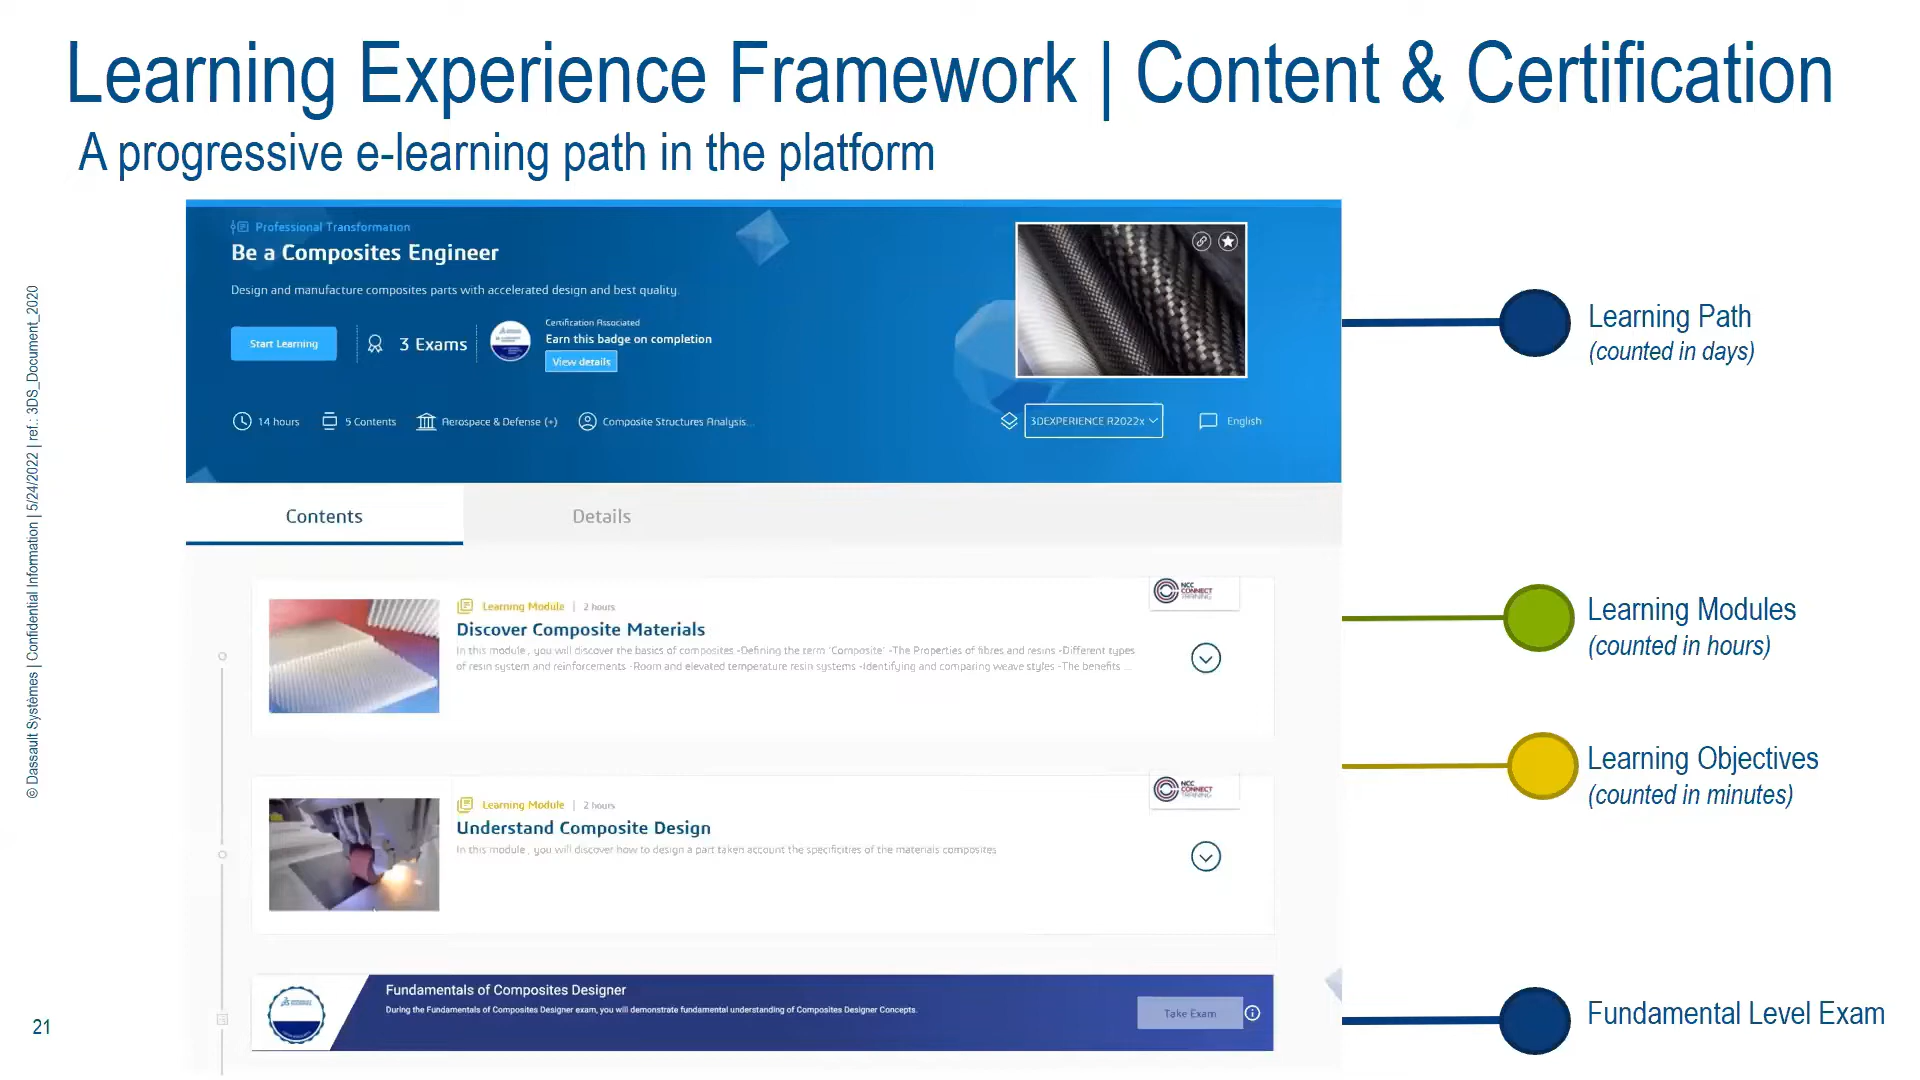 Learning Experience Framework | Content & Certification
A progressive e-learning path in the platform
Professional Transformation
Be a Composites Engineer
Design and manufacture composites parts with accelerated design and best quality.
Start Learning
3 Exams
Certification Associated
Earn this badge on completion
View details
14 hours
5 Contents
Aerospace & Defense (+)
Composite Structures Analysis...
3DEXPERIENCE R2022x
English
Learning Path
(counted in days)
Contents
Details
Learning Module | 2 hours
Discover Composite Materials
In this module, you will discover the basics of composites -Defining the term 'Composite' -The Properties of fibres and resins -Different types
of resin system and reinforcements -Room and elevated temperature resin systems -Identifying and comparing weave styles -The benefits ...
NCC
CONNECT
TRAINING
Learning Modules
(counted in hours)
Learning Module | 2 hours
Understand Composite Design
In this module, you will discover how to design a part taken account the specificities of the materials composites
NCC
CONNECT
TRAINING
Learning Objectives
(counted in minutes)
Fundamentals of Composites Designer
During the Fundamentals of Composites Designer exam, you will demonstrate fundamental understanding of Composites Designer Concepts.
Take Exam
Fundamental Level Exam
© Dassault Systèmes | Confidential Information | 5/24/2022 | ref.: 3DS_Document_2020
21